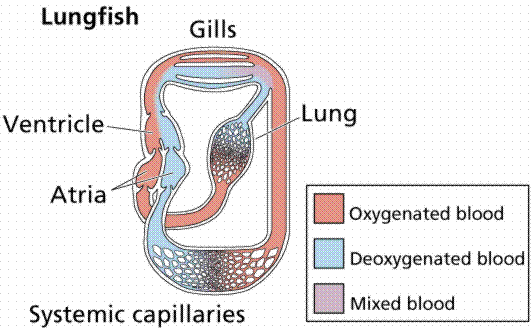 Lungfish
Gills
Ventricle
Lung
Atria
Oxygenated blood
Deoxygenated blood
Mixed blood
Systemic capillaries